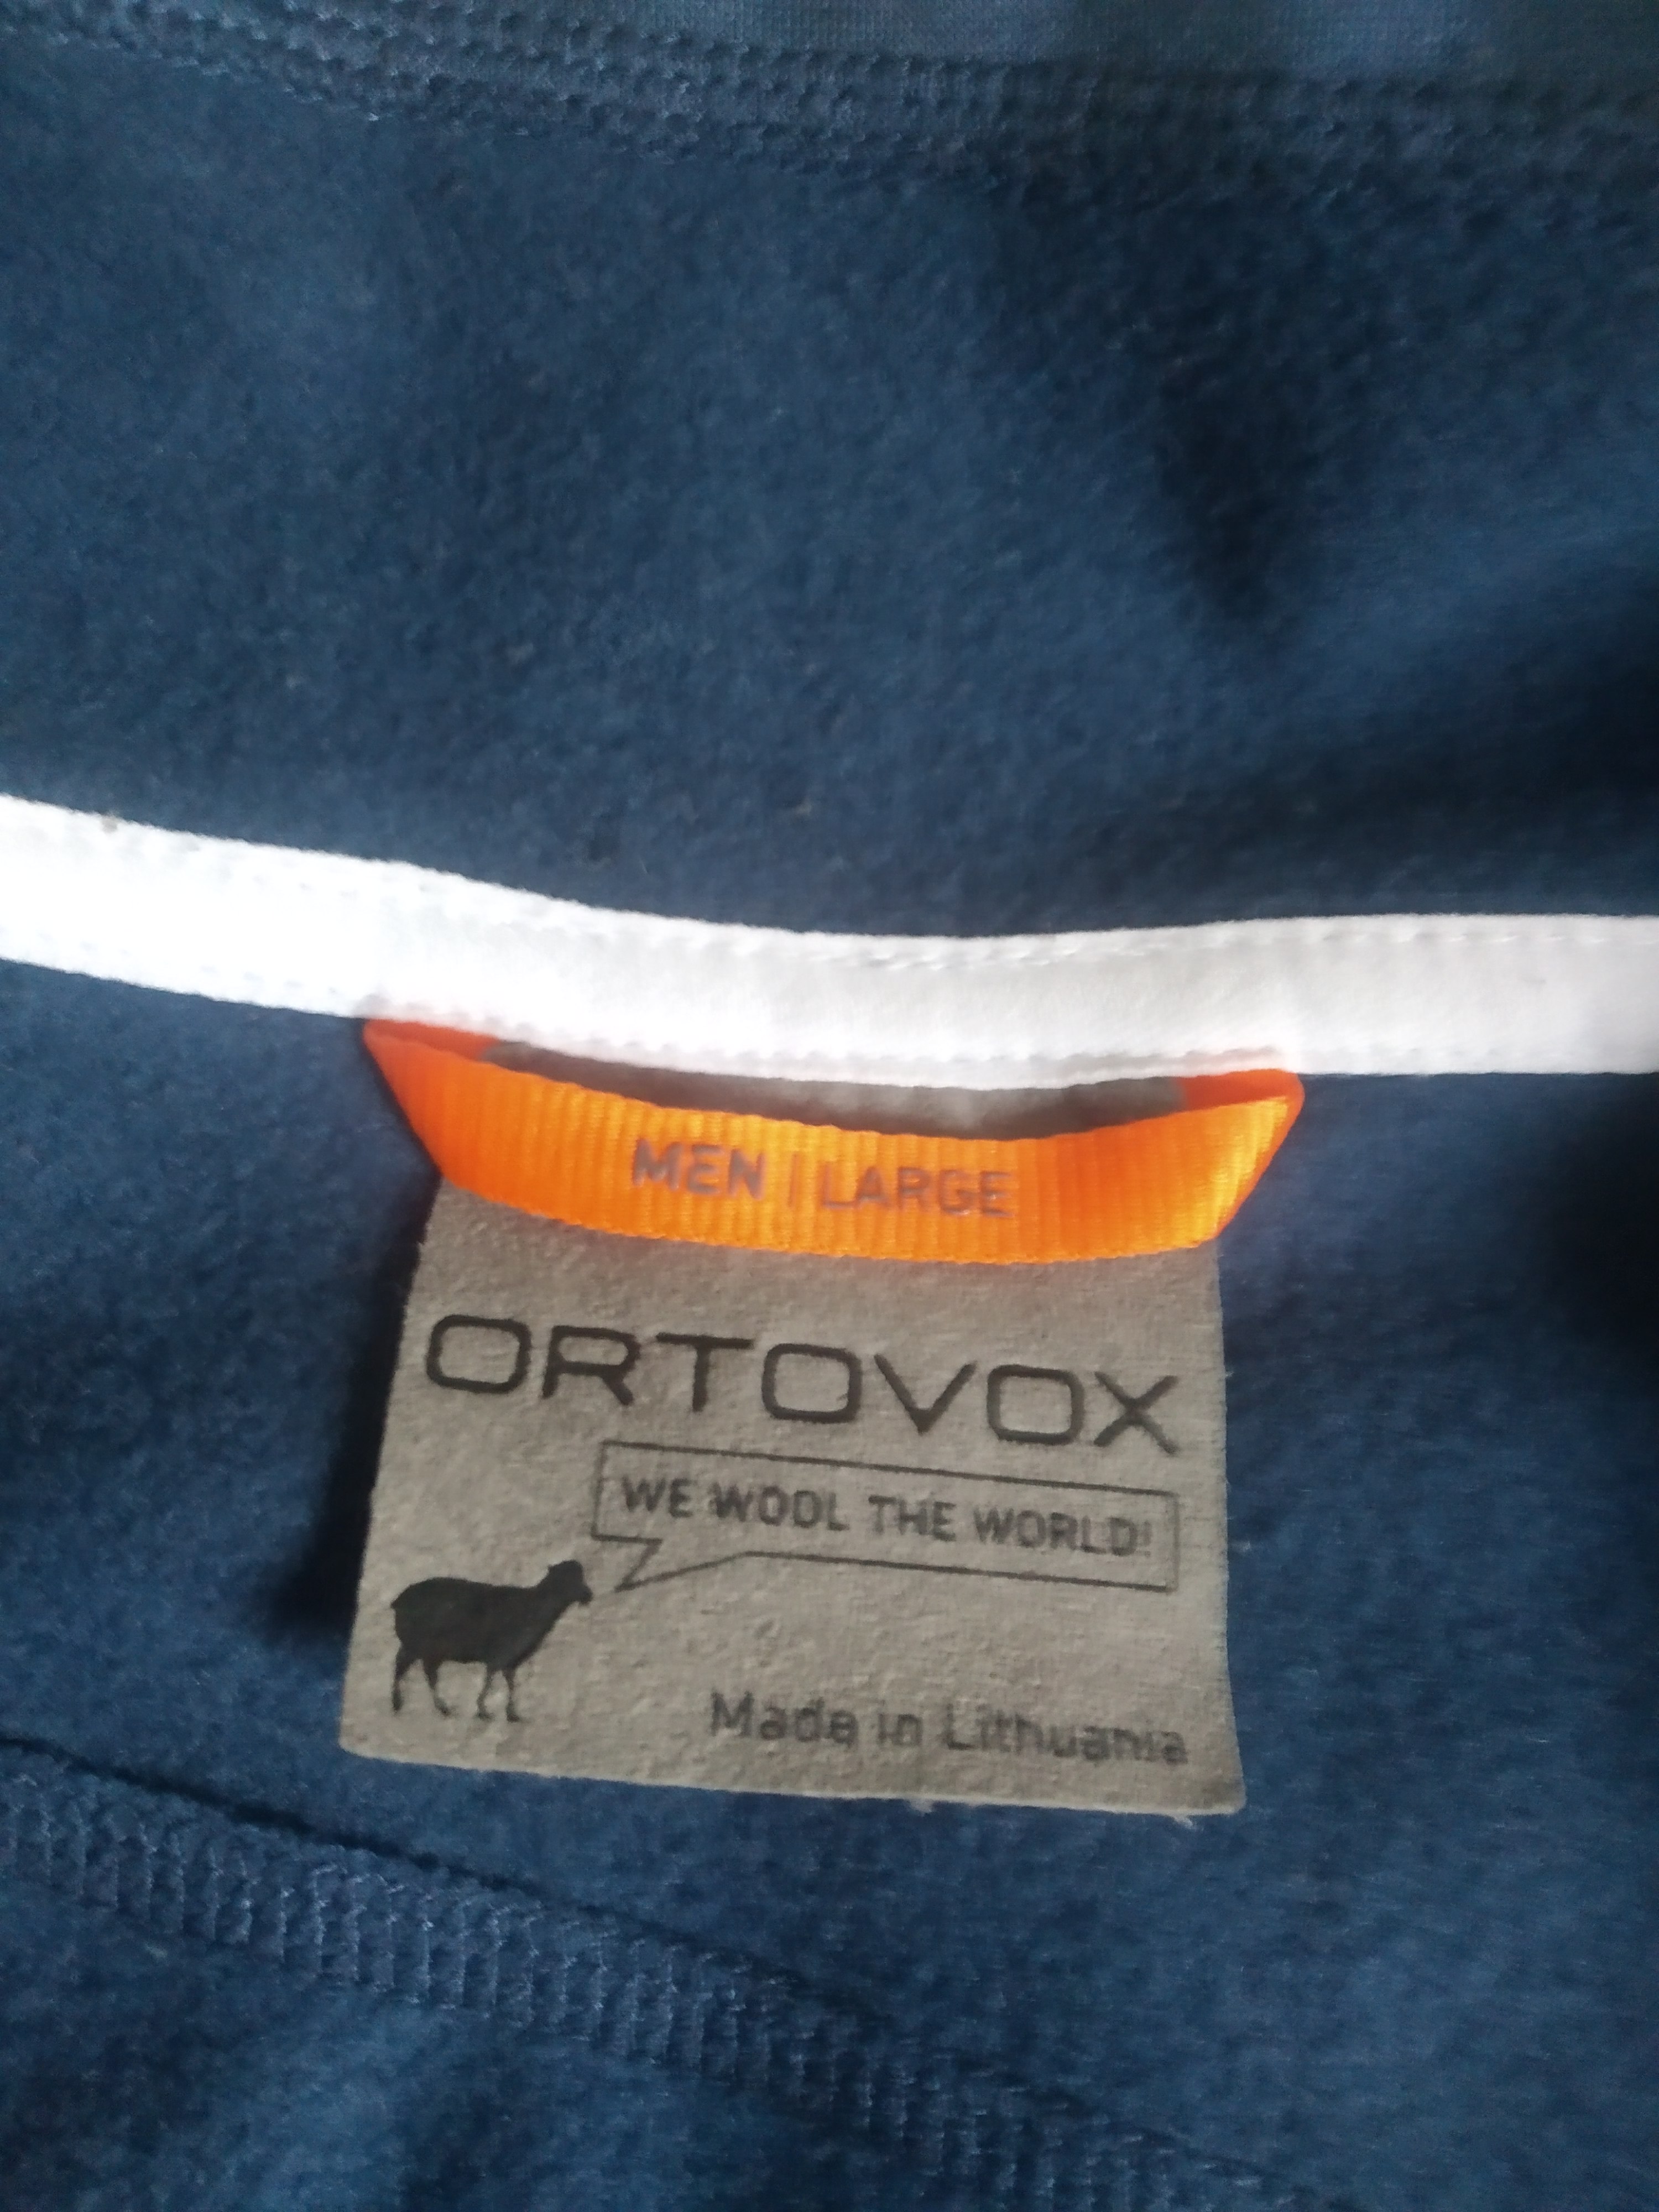 MEN | LARGE
ORTOVOX
WE WOOL THE WORLD!
Made in Lithuania